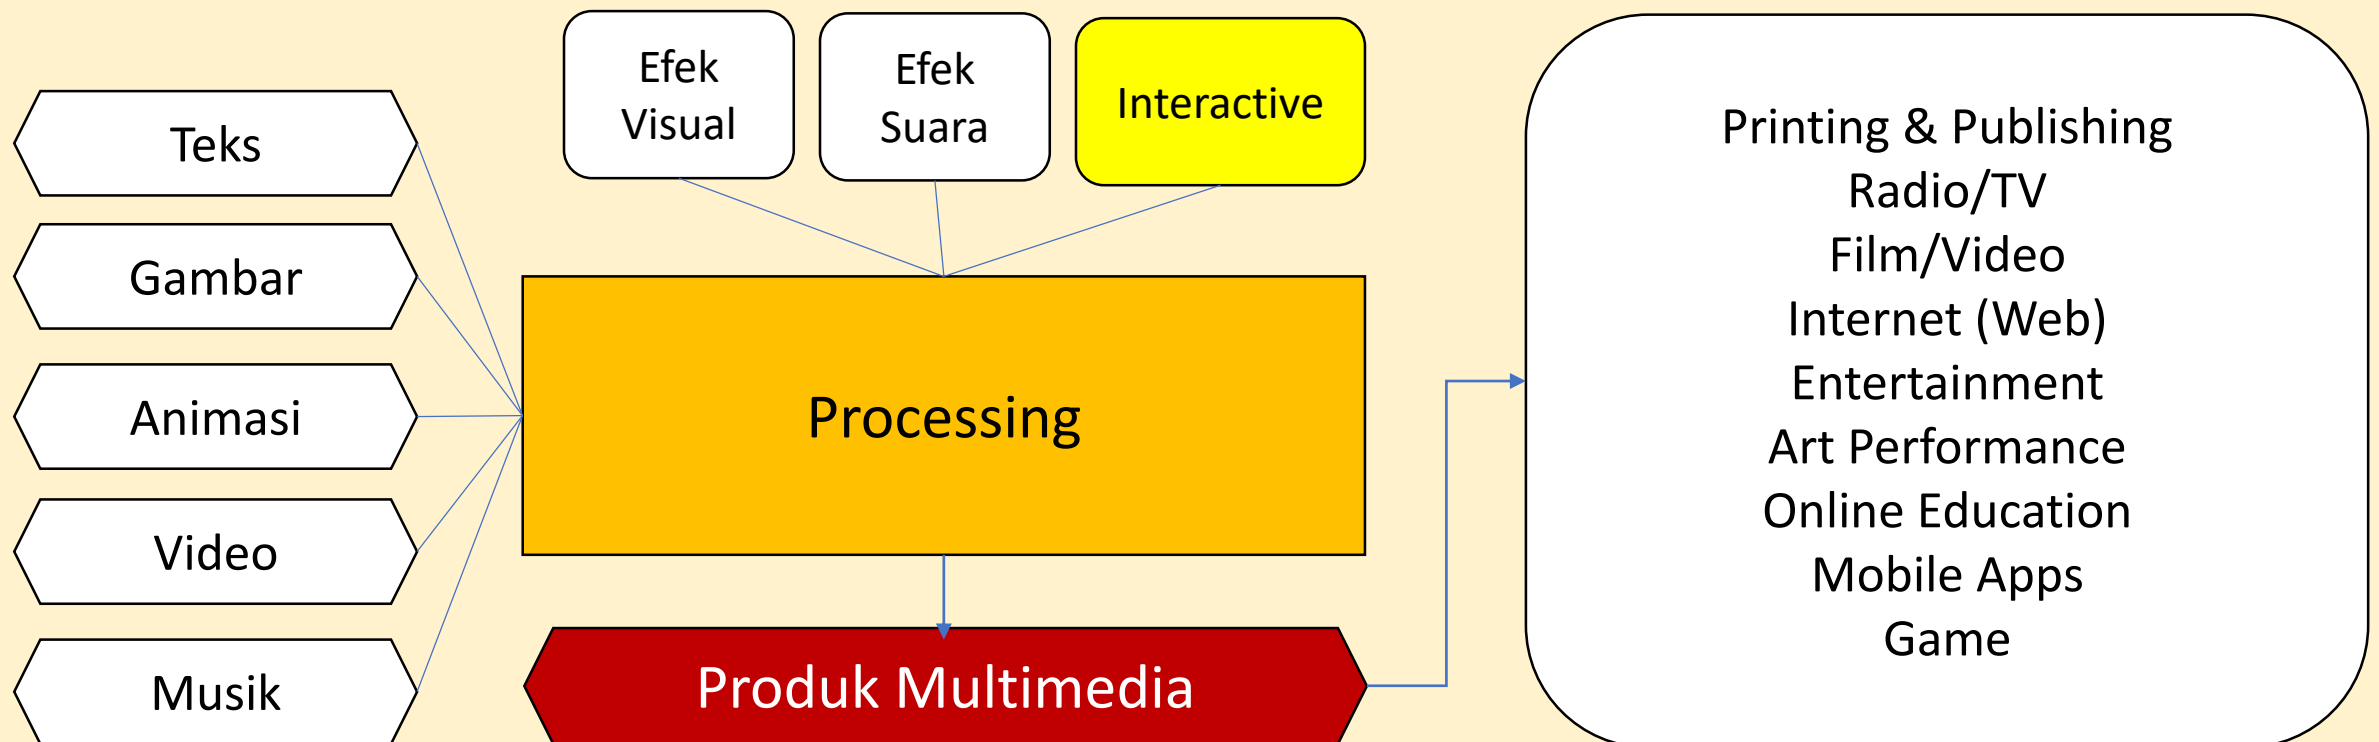 Teks
Gambar
Animasi
Video
Musik
Efek
Visual
Efek
Suara
Interactive
Processing
Produk Multimedia
Printing & Publishing
Radio/TV
Film/Video
Internet (Web)
Entertainment
Art Performance
Online Education
Mobile Apps
Game